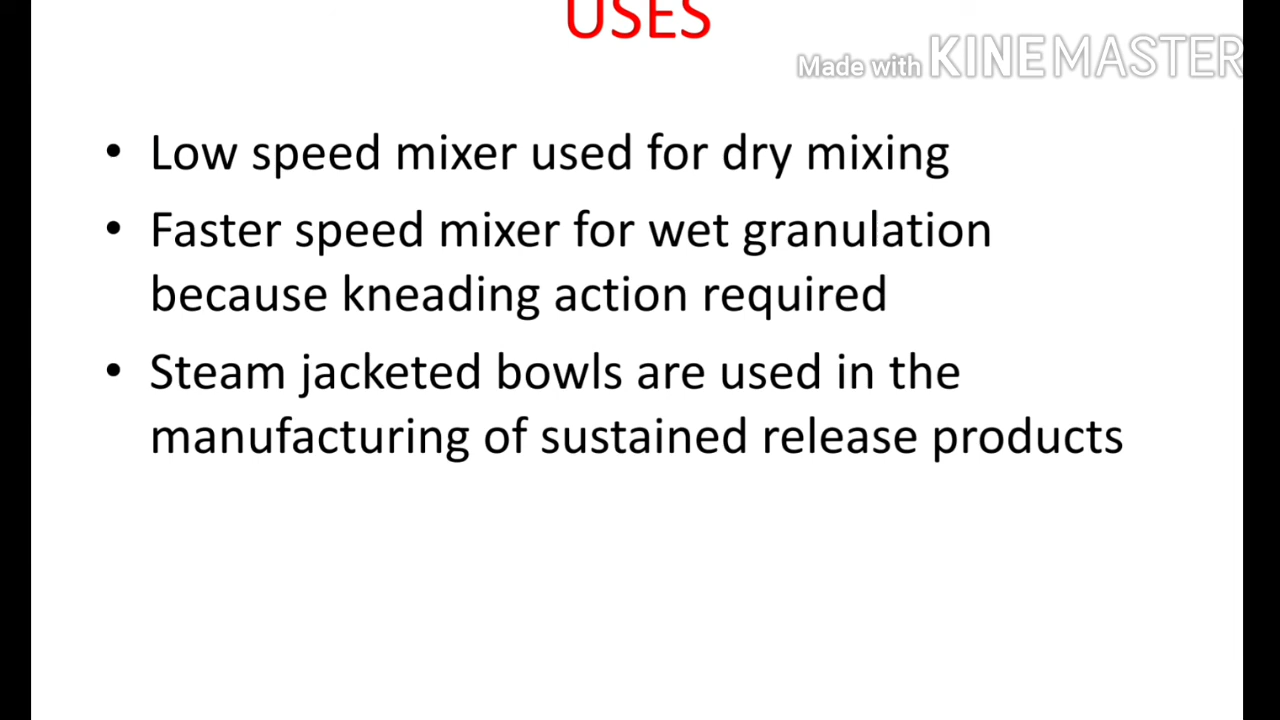 USES
Made with KINEMASTER
• Low speed mixer used for dry mixing
• Faster speed mixer for wet granulation
because kneading action required
• Steam jacketed bowls are used in the
manufacturing of sustained release products